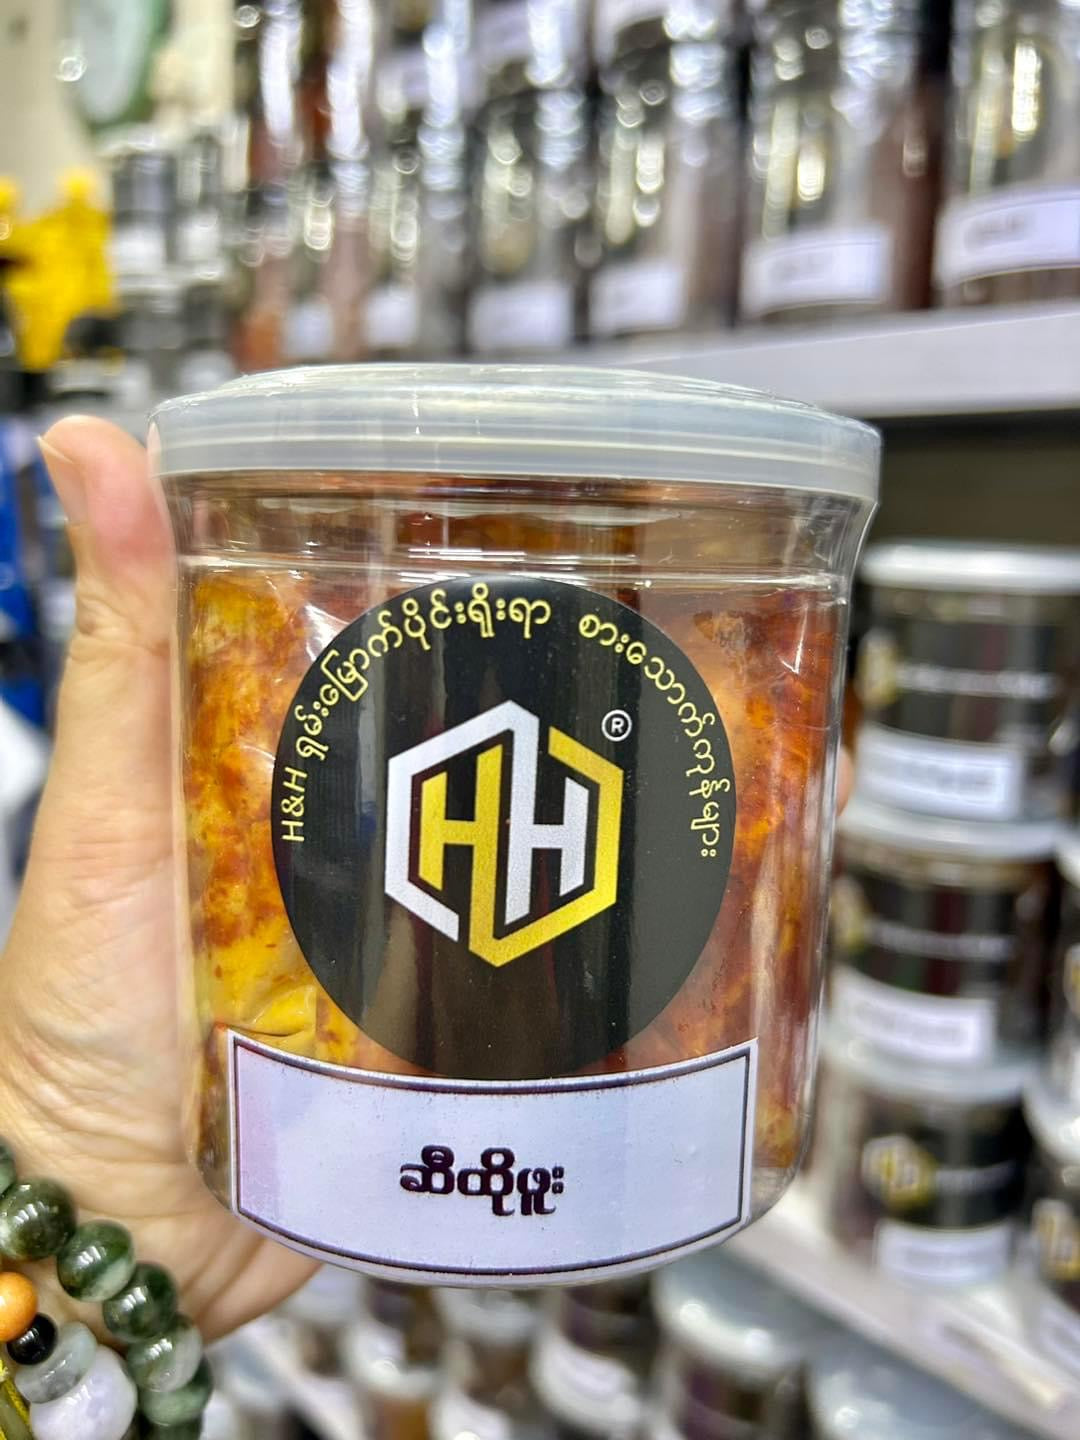 H&H ရှမ်းမြောက်ပိုင်းရိုးရာ စားသောက်ကုန်များ
®
HH
ဆီထိုဖူး